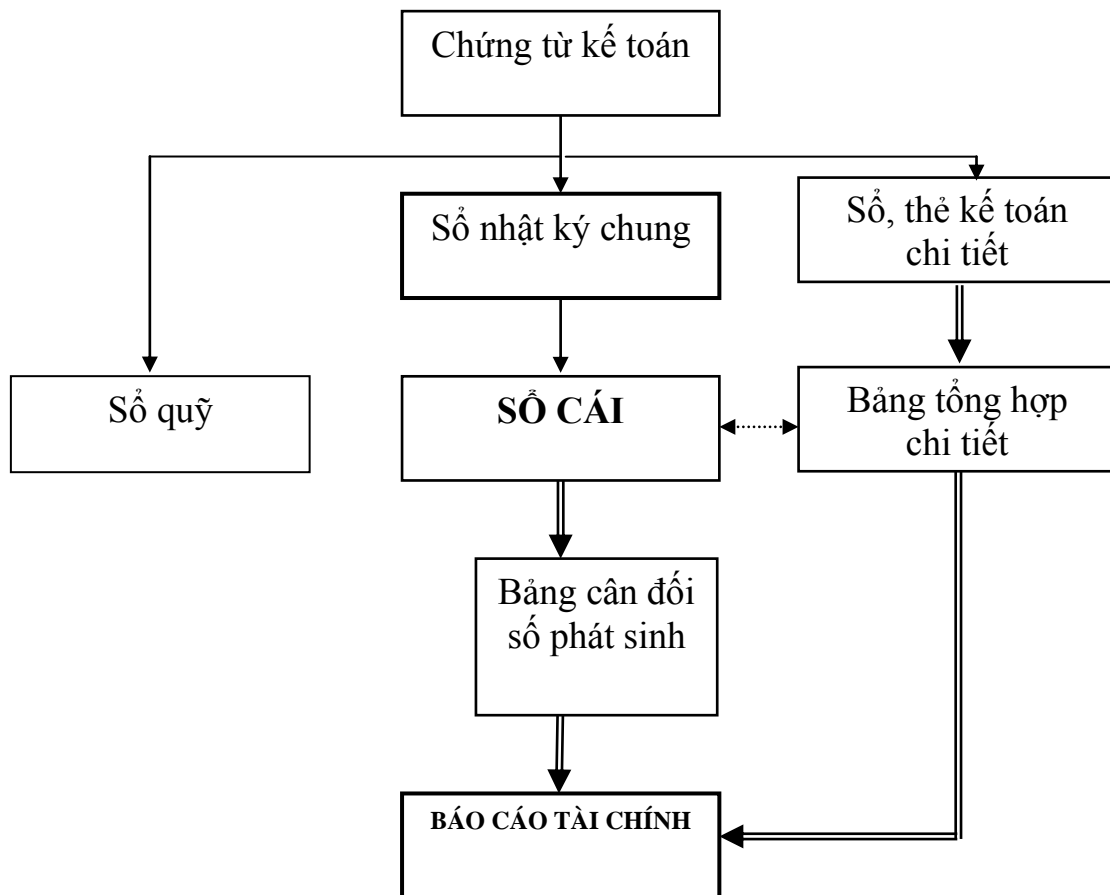 Chứng từ kế toán
Sổ nhật ký chung
Sổ, thẻ kế toán
chi tiết
Sổ quỹ
SỔ CÁI
Bảng tổng hợp
chi tiết
Bảng cân đối
số phát sinh
BÁO CÁO TÀI CHÍNH